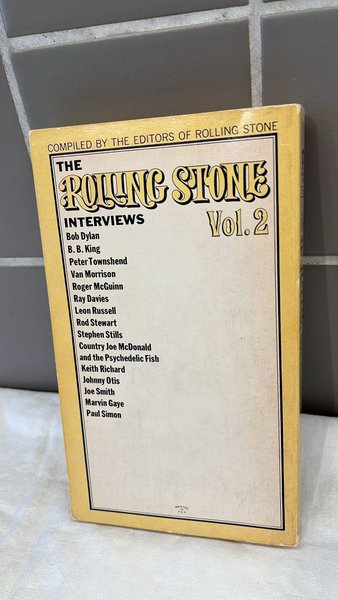 COMPILED BY THE EDITORS OF ROLLING STONE
THE
ROLLING STONE
INTERVIEWS
Vol. 2
Bob Dylan
B. B. King
Peter Townshend
Van Morrison
Roger McGuinn
Ray Davies
Leon Russell
Rod Stewart
Stephen Stills
Country Joe McDonald
and the Psychedelic Fish
Keith Richard
Johnny Otis
Joe Smith
Marvin Gaye
Paul Simon